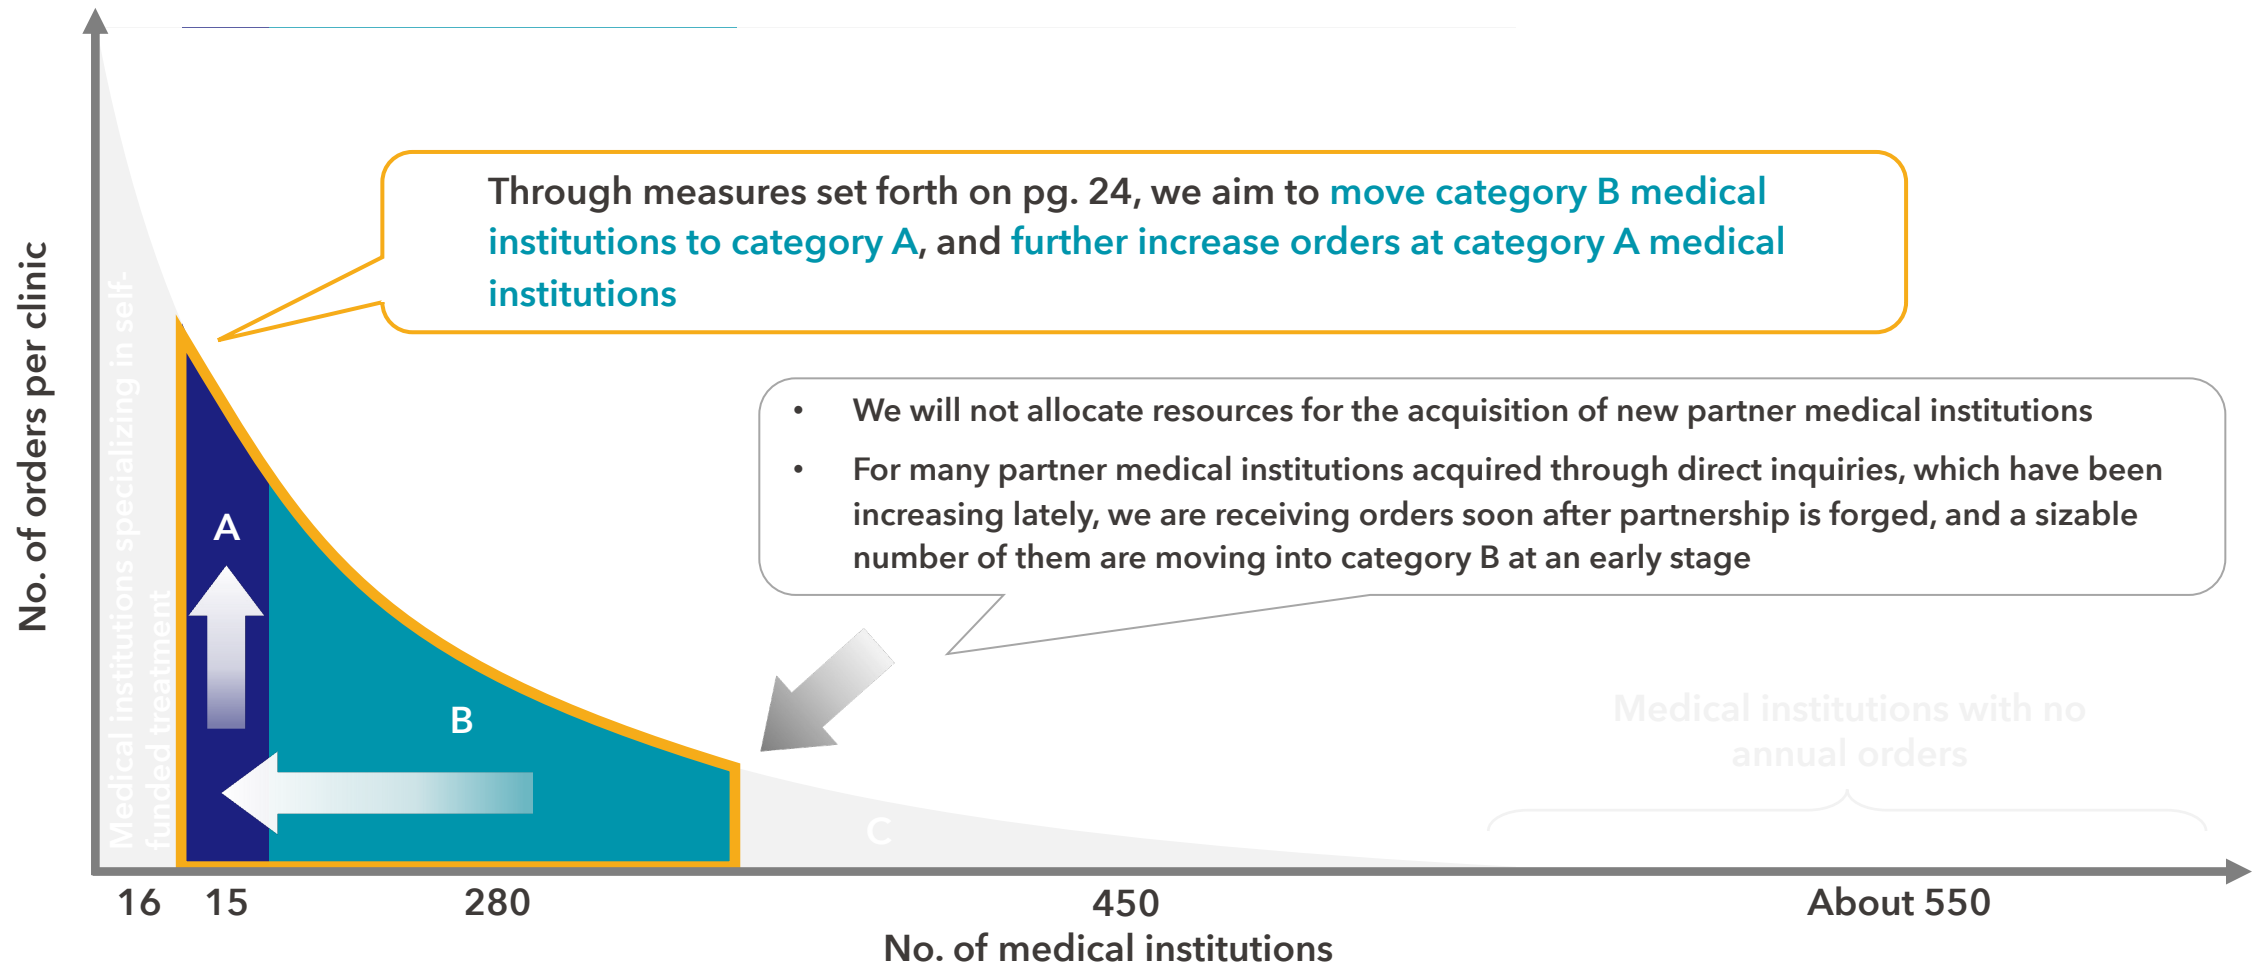 No. of orders per clinic
Medical institutions specializing in self-
funded treatment
Through measures set forth on pg. 24, we aim to move category B medical
institutions to category A, and further increase orders at category A medical
institutions
• We will not allocate resources for the acquisition of new partner medical institutions
• For many partner medical institutions acquired through direct inquiries, which have been
increasing lately, we are receiving orders soon after partnership is forged, and a sizable
number of them are moving into category B at an early stage
A
B
C
Medical institutions with no
annual orders
16
15
280
450
About 550
No. of medical institutions